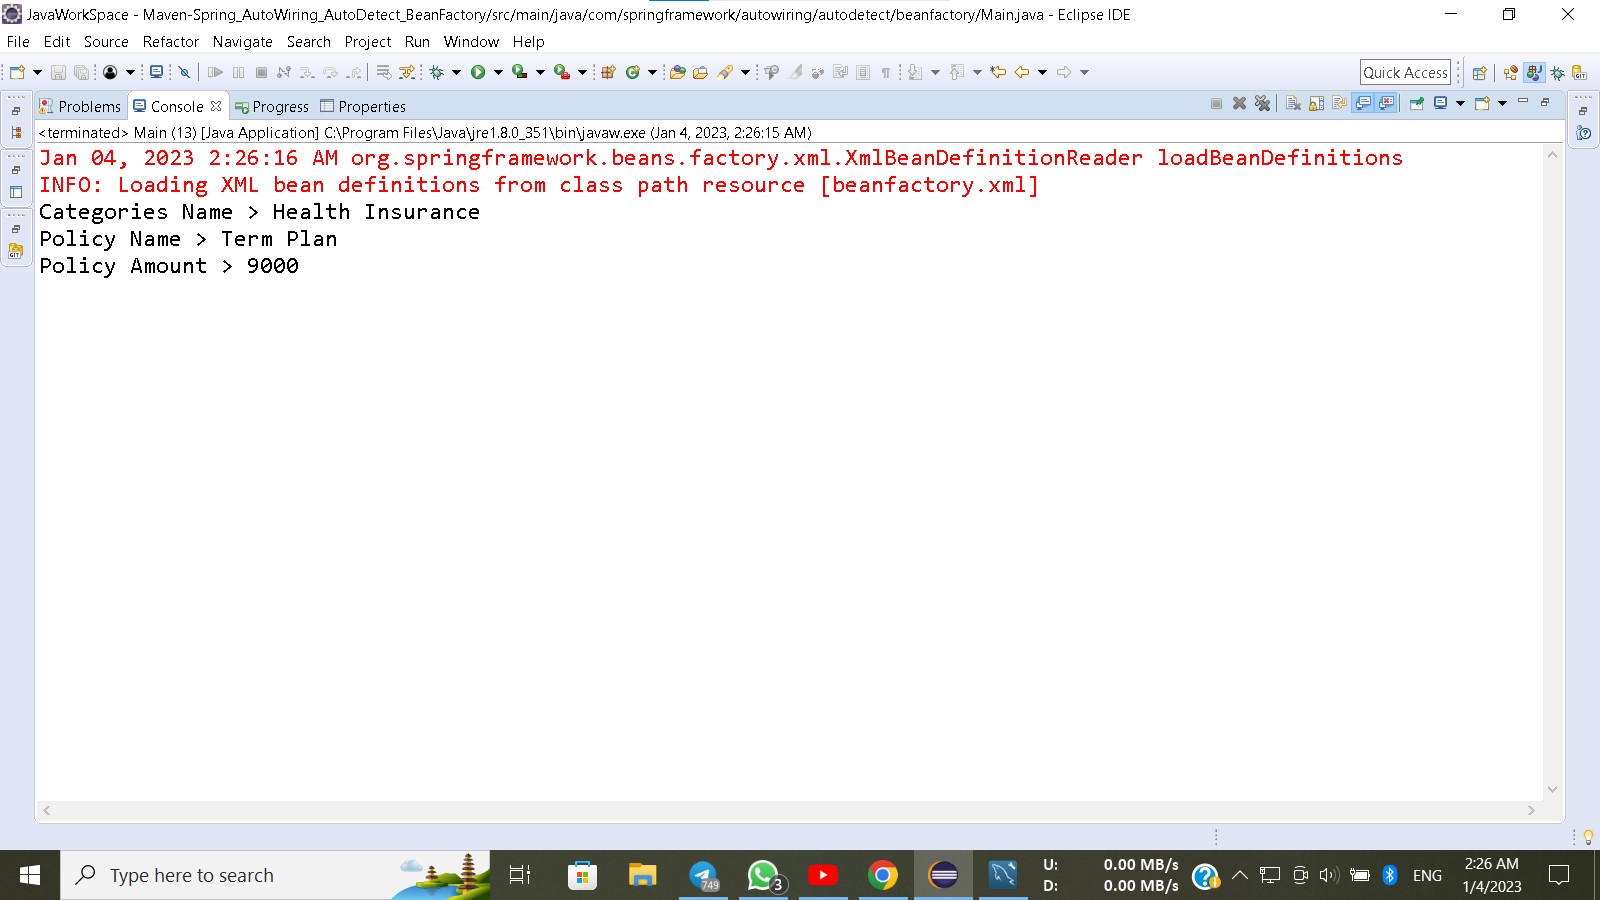 JavaWorkSpace - Maven-Spring_AutoWiring_AutoDetect_BeanFactory/src/main/java/com/springframework/autowiring/autodetect/beanfactory/Main.java - Eclipse IDE
File Edit Source Refactor Navigate Search Project Run Window Help
Quick Access
Problems Console Progress Properties
<terminated> Main (13) [Java Application] C:\Program Files\Java\jre1.8.0_351\bin\javaw.exe (Jan 4, 2023, 2:26:15 AM)
Jan 04, 2023 2:26:16 AM org.springframework.beans.factory.xml.XmlBeanDefinitionReader loadBeanDefinitions
INFO: Loading XML bean definitions from class path resource [beanfactory.xml]
Categories Name > Health Insurance
Policy Name > Term Plan
Policy Amount > 9000
Type here to search
749
3
U: 0.00 MB/s
D: 0.00 MB/s
ENG
2:26 AM
1/4/2023